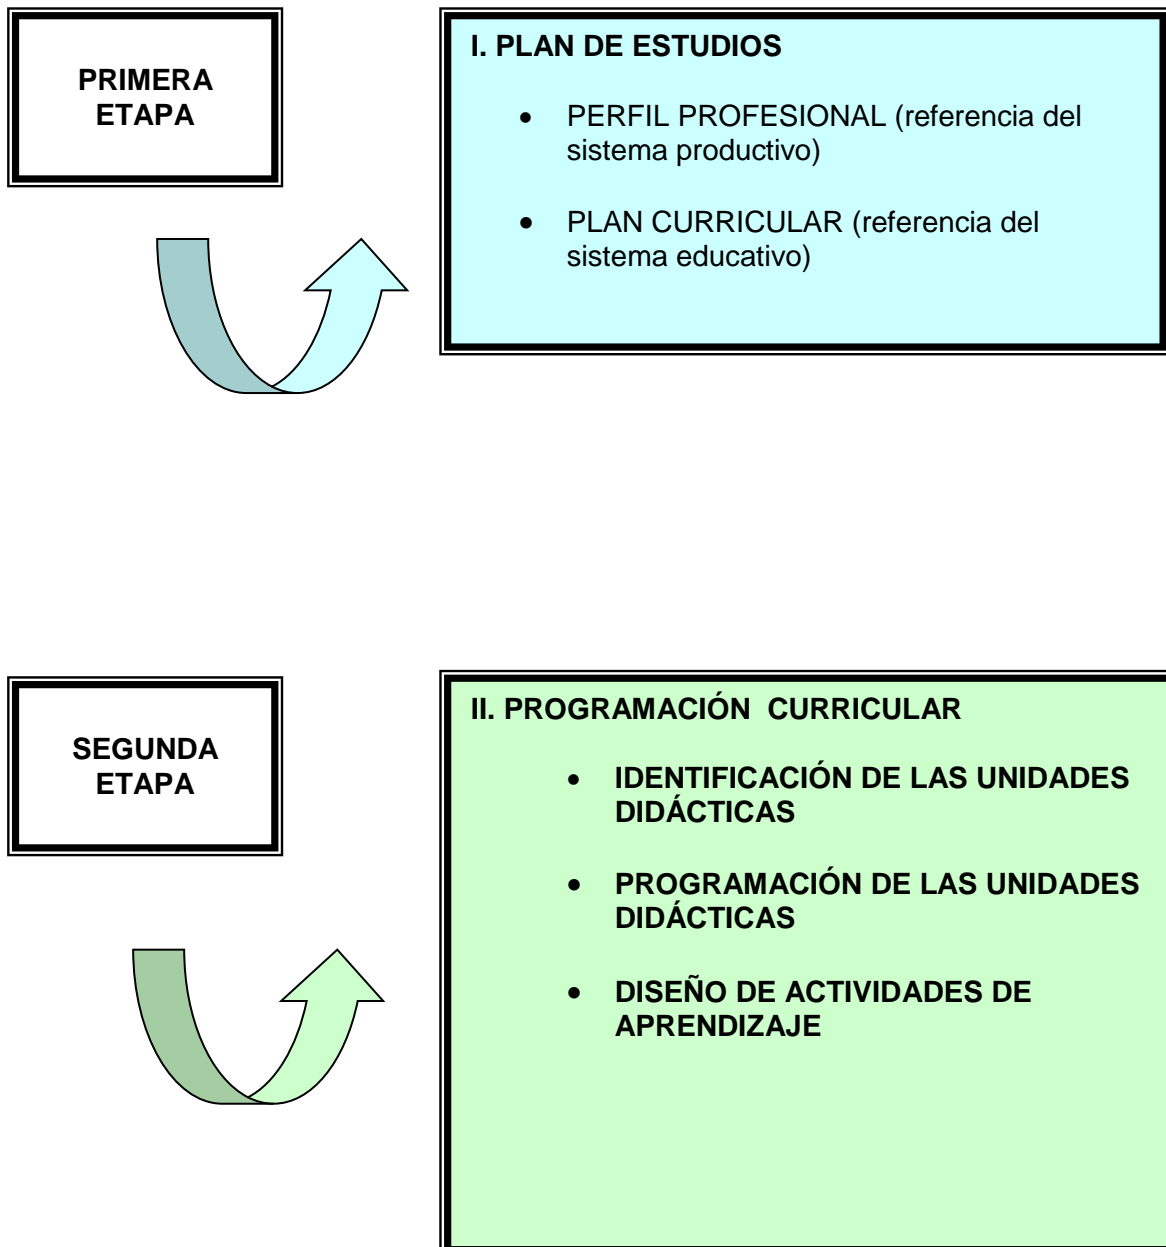 PRIMERA
ETAPA
I. PLAN DE ESTUDIOS
• PERFIL PROFESIONAL (referencia del
sistema productivo)
• PLAN CURRICULAR (referencia del
sistema educativo)
SEGUNDA
ETAPA
II. PROGRAMACIÓN CURRICULAR
• IDENTIFICACIÓN DE LAS UNIDADES
DIDÁCTICAS
• PROGRAMACIÓN DE LAS UNIDADES
DIDÁCTICAS
• DISEÑO DE ACTIVIDADES DE
APRENDIZAJE